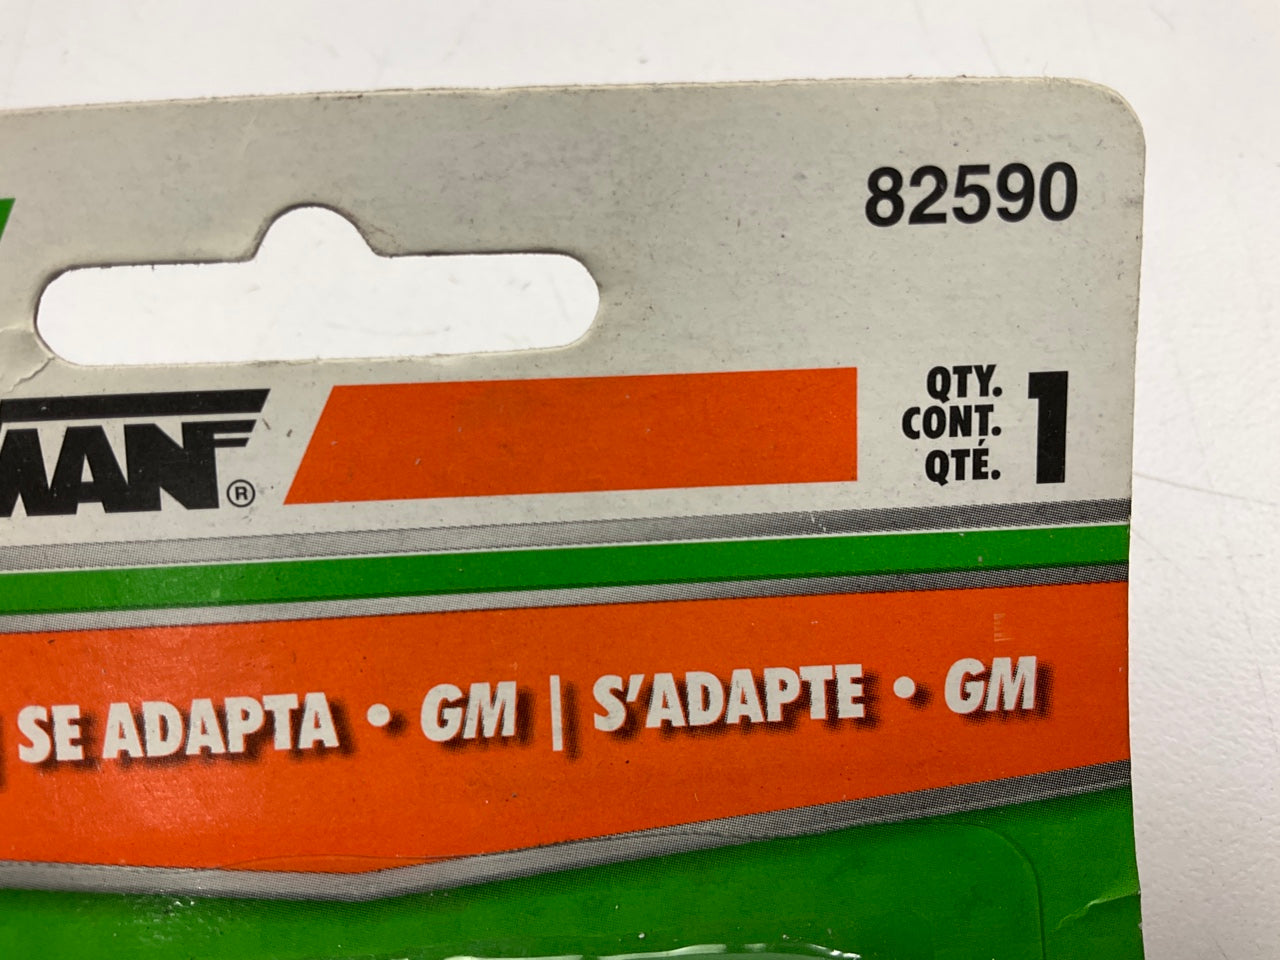 82590
MAN®
QTY.
CONT. 1
QTÉ.
SE ADAPTA • GM | S'ADAPTE • GM